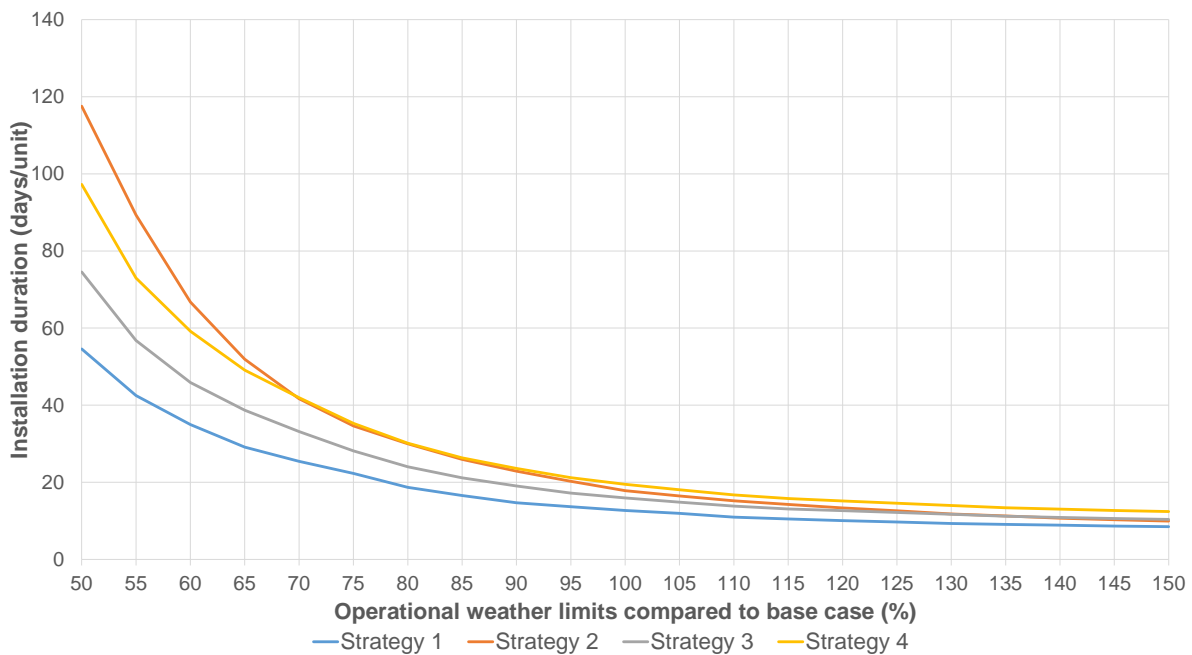 140
120
100
80
60
40
20
0
Installation duration (days/unit)
50 55 60 65 70 75 80 85 90 95 100 105 110 115 120 125 130 135 140 145 150
Operational weather limits compared to base case (%)
Strategy 1 Strategy 2 Strategy 3 Strategy 4